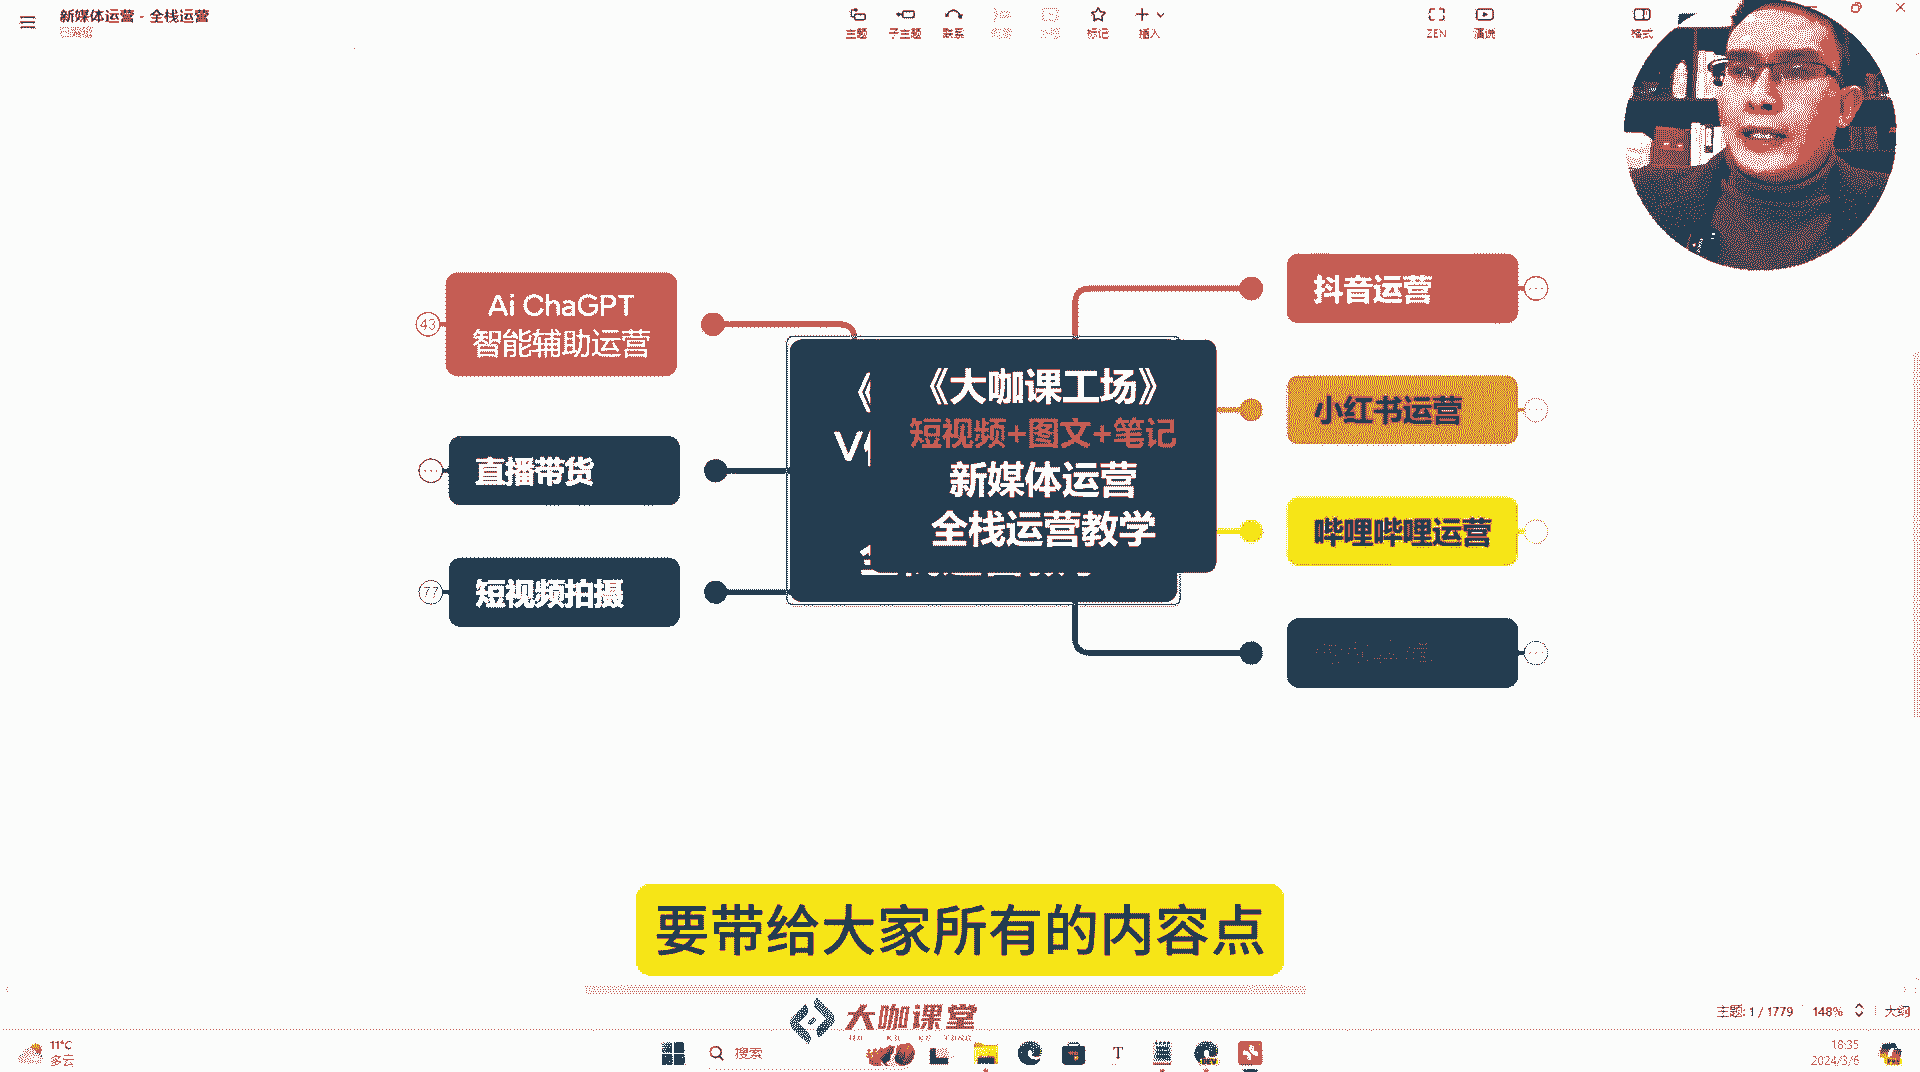 新媒体运营 - 全栈运营
主题
子主题
联系
标记
插入
ZEN
演说
格式
Ai ChaGPT
智能辅助运营
43
直播带货
短视频拍摄
77
《大咖课工场》
短视频+图文+笔记
新媒体运营
全栈运营教学
抖音运营
小红书运营
哔哩哔哩运营
要带给大家所有的内容点
大咖课堂
主题: 1 / 1779
148%
大纲
11°C
多云
搜索
18:35
2024/3/6